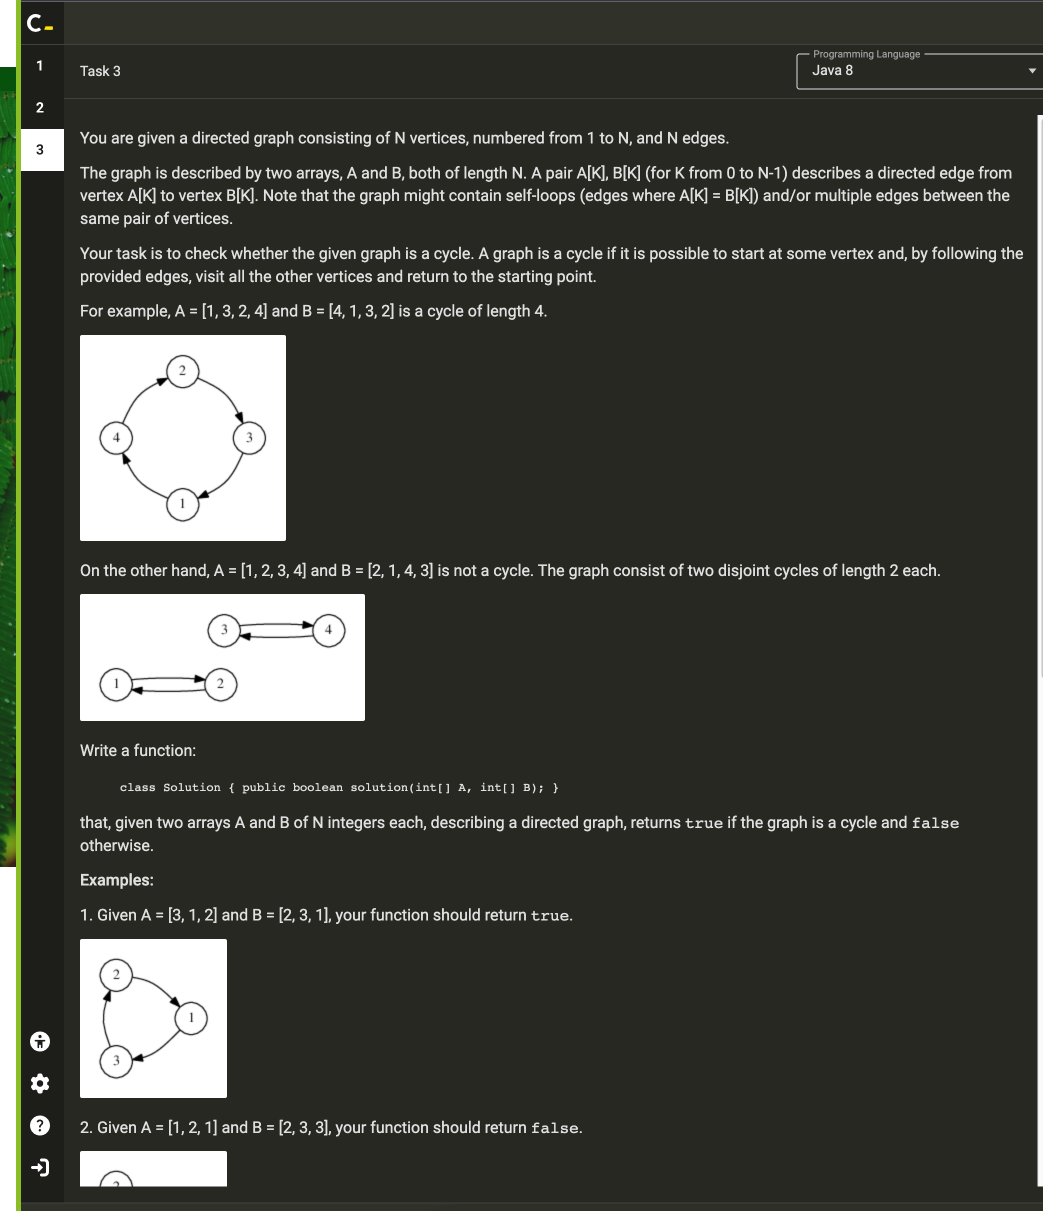 C_
1
Task 3
Programming Language
Java 8
2
3
You are given a directed graph consisting of N vertices, numbered from 1 to N, and N edges.
The graph is described by two arrays, A and B, both of length N. A pair A[K], B[K] (for K from 0 to N-1) describes a directed edge from
vertex A[K] to vertex B[K]. Note that the graph might contain self-loops (edges where A[K] = B[K]) and/or multiple edges between the
same pair of vertices.
Your task is to check whether the given graph is a cycle. A graph is a cycle if it is possible to start at some vertex and, by following the
provided edges, visit all the other vertices and return to the starting point.
For example, A = [1, 3, 2, 4] and B = [4, 1, 3, 2] is a cycle of length 4.
2
4
3
1
On the other hand, A = [1, 2, 3, 4] and B = [2, 1, 4, 3] is not a cycle. The graph consist of two disjoint cycles of length 2 each.
3
4
1
2
Write a function:
class Solution { public boolean solution(int[] A, int[] B); }
that, given two arrays A and B of N integers each, describing a directed graph, returns true if the graph is a cycle and false
otherwise.
Examples:
1. Given A = [3, 1, 2] and B = [2, 3, 1], your function should return true.
2
1
3
2. Given A = [1, 2, 1] and B = [2, 3, 3], your function should return false.